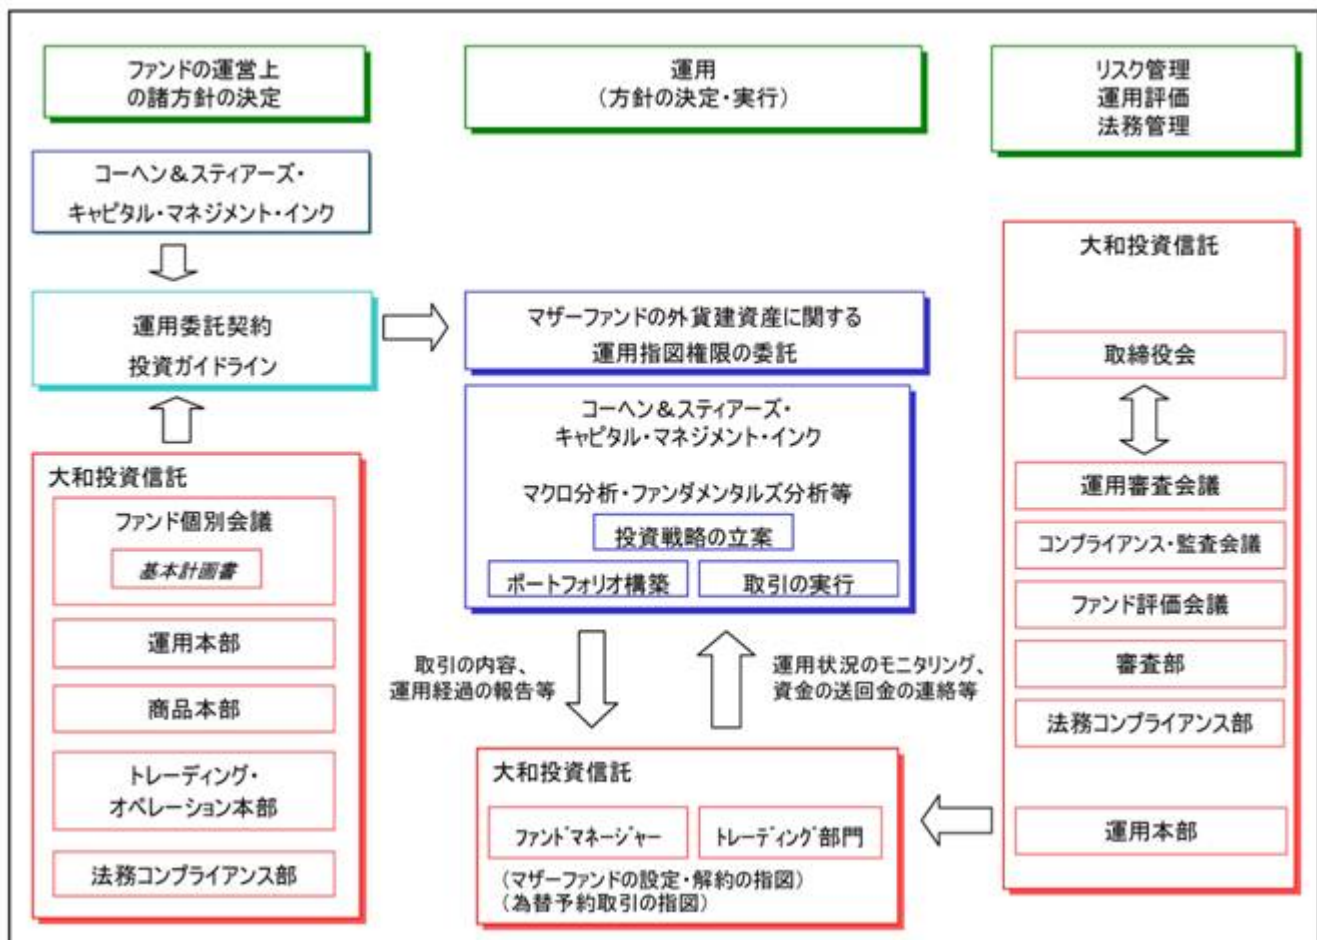 ファンドの運営上
の諸方針の決定
運用
(方針の決定・実行)
リスク管理
運用評価
法務管理
コーヘン&スティアーズ・
キャピタル・マネジメント・インク
運用委託契約
投資ガイドライン
大和投資信託
ファンド個別会議
基本計画書
運用本部
商品本部
トレーディング・
オペレーション本部
法務コンプライアンス部
マザーファンドの外貨建資産に関する
運用指図権限の委託
コーヘン&スティアーズ・
キャピタル・マネジメント・インク
マクロ分析・ファンダメンタルズ分析等
投資戦略の立案
ポートフォリオ構築
取引の実行
取引の内容、
運用経過の報告等
運用状況のモニタリング、
資金の送回金の連絡等
大和投資信託
ファンドマネージャー
トレーディング部門
(マザーファンドの設定・解約の指図)
(為替予約取引の指図)
大和投資信託
取締役会
運用審査会議
コンプライアンス・監査会議
ファンド評価会議
審査部
法務コンプライアンス部
運用本部